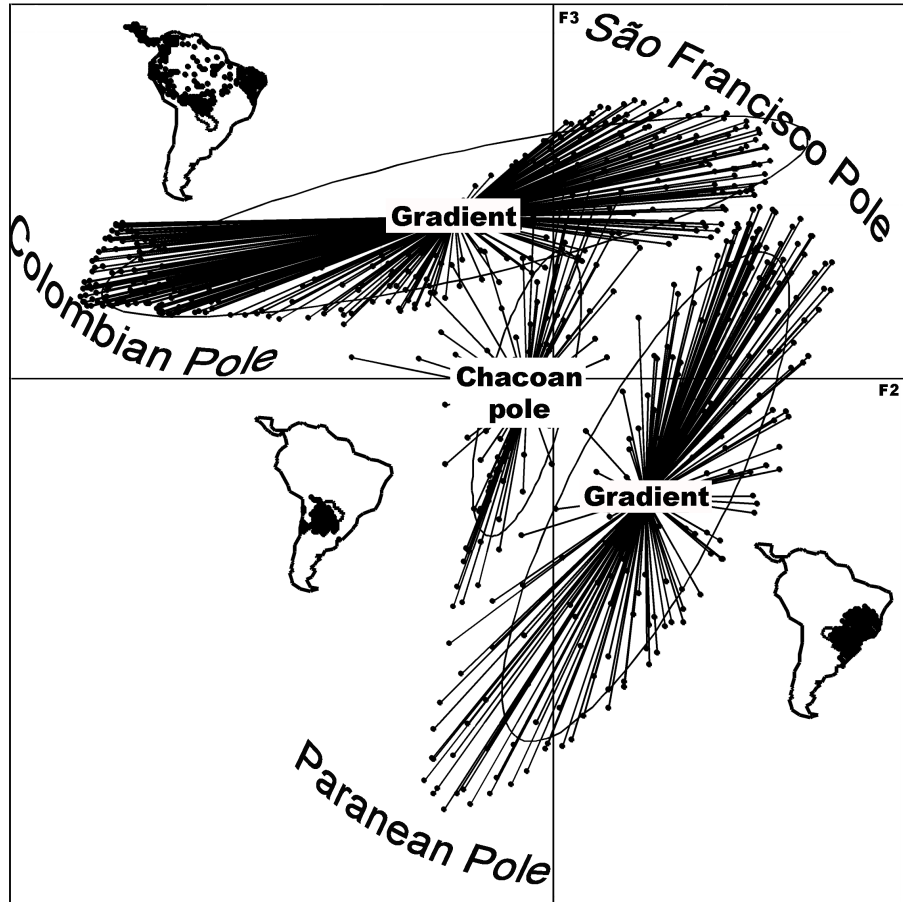 F3
São Francisco Pole
Gradient
Colombian Pole
Chacoan
pole
F2
Gradient
Paranean Pole